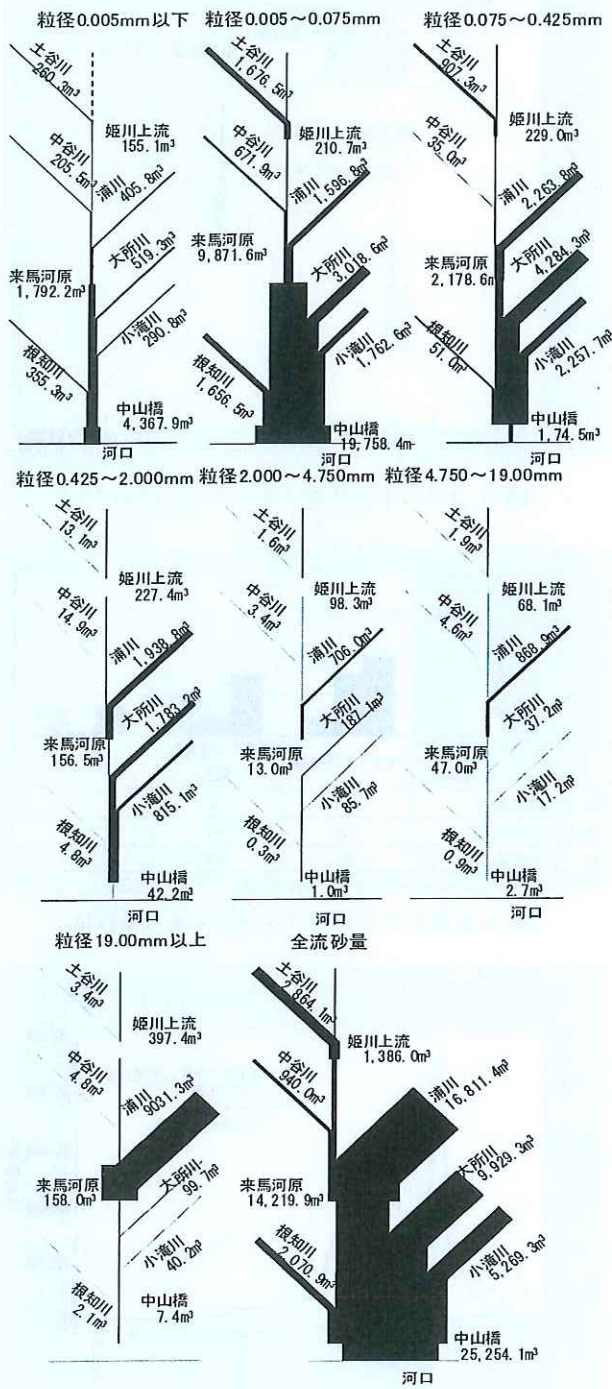 粒径0.005mm以下
土谷川
260.3m³
姫川上流
155.1m³
中谷川
205.5m³
浦川
405.8m³
大所川
519.3m³
来馬河原
1,792.2m³
小滝川
290.8m³
根知川
355.3m³
中山橋
4,367.9m³
河口
粒径0.005～0.075mm
土谷川
1,676.5m³
姫川上流
210.7m³
中谷川
671.9m³
浦川
1,596.8m³
来馬河原
9,871.6m³
大所川
3,018.6m³
小滝川
1,762.6m³
根知川
1,656.5m³
中山橋
19,758.4m
河口
粒径0.075～0.425mm
土谷川
907.3m³
姫川上流
229.0m³
中谷川
35.0m³
浦川
2,263.8m³
来馬河原
2,178.6m
大所川
4,284.3m³
小滝川
2,257.7m³
根知川
51.0m³
中山橋
1,74.5m³
河口
粒径0.425～2.000mm
土谷川
13.1m³
姫川上流
227.4m³
中谷川
14.9m³
浦川
1,938.8m³
大所川
1,783.2m³
来馬河原
156.5m³
小滝川
815.1m³
根知川
4.8m³
中山橋
42.2m³
河口
粒径2.000～4.750mm
土谷川
1.6m³
姫川上流
98.3m³
中谷川
3.4m³
浦川
706.0m³
大所川
187.1m³
来馬河原
13.0m³
小滝川
85.7m³
根知川
0.3m³
中山橋
1.0m³
河口
粒径4.750～19.00mm
土谷川
1.9m³
姫川上流
68.1m³
中谷川
4.6m³
浦川
868.9m³
大所川
37.2m³
来馬河原
47.0m³
小滝川
17.2m³
根知川
0.9m³
中山橋
2.7m³
河口
粒径19.00mm以上
土谷川
3.4m³
姫川上流
397.4m³
中谷川
4.8m³
浦川
9031.3m³
来馬河原
158.0m³
大所川
99.7m³
小滝川
40.2m³
根知川
2.1m³
中山橋
7.4m³
全流砂量
土谷川
2,864.1m³
姫川上流
1,386.0m³
中谷川
940.0m³
浦川
16,811.4m³
来馬河原
14,219.9m³
大所川
9,929.3m³
小滝川
5,269.3m³
根知川
2,070.9m³
中山橋
25,254.1m³
河口